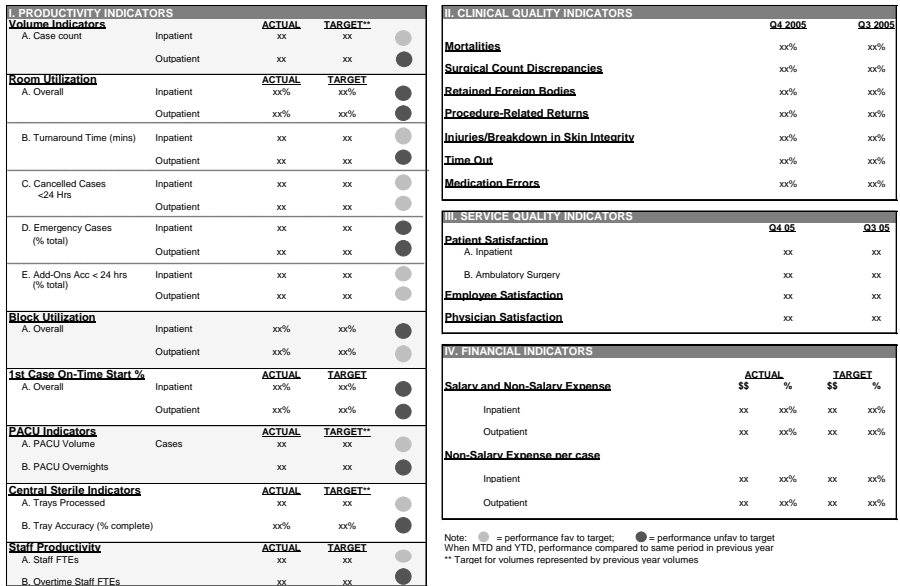 I. PRODUCTIVITY INDICATORS
Volume Indicators ACTUAL TARGET**
A. Case count Inpatient xx xx
Outpatient xx xx
Room Utilization ACTUAL TARGET
A. Overall Inpatient xx% xx%
Outpatient xx% xx%
B. Turnaround Time (mins) Inpatient xx xx
Outpatient xx xx
C. Cancelled Cases Inpatient xx xx
<24 Hrs
Outpatient xx xx
D. Emergency Cases Inpatient xx xx
(% total)
Outpatient xx xx
E. Add-Ons Acc < 24 hrs Inpatient xx xx
(% total)
Outpatient xx xx
Block Utilization
A. Overall Inpatient xx% xx%
Outpatient xx% xx%
1st Case On-Time Start % ACTUAL TARGET
A. Overall Inpatient xx% xx%
Outpatient xx% xx%
PACU Indicators ACTUAL TARGET**
A. PACU Volume Cases xx xx
B. PACU Overnights xx xx
Central Sterile Indicators ACTUAL TARGET**
A. Trays Processed xx xx
B. Tray Accuracy (% complete) xx% xx%
Staff Productivity ACTUAL TARGET
A. Staff FTEs xx xx
B. Overtime Staff FTEs xx xx
II. CLINICAL QUALITY INDICATORS
Q4 2005 Q3 2005
Mortalities xx% xx%
Surgical Count Discrepancies xx% xx%
Retained Foreign Bodies xx% xx%
Procedure-Related Returns xx% xx%
Injuries/Breakdown in Skin Integrity xx% xx%
Time Out xx% xx%
Medication Errors xx% xx%
III. SERVICE QUALITY INDICATORS
Q4 05 Q3 05
Patient Satisfaction
A. Inpatient xx xx
B. Ambulatory Surgery xx xx
Employee Satisfaction xx xx
Physician Satisfaction xx xx
IV. FINANCIAL INDICATORS
ACTUAL TARGET
Salary and Non-Salary Expense $$ % $$ %
Inpatient xx xx% xx xx%
Outpatient xx xx% xx xx%
Non-Salary Expense per case
Inpatient xx xx% xx xx%
Outpatient xx xx% xx xx%
Note: = performance fav to target; = performance unfav to target
When MTD and YTD, performance compared to same period in previous year
** Target for volumes represented by previous year volumes